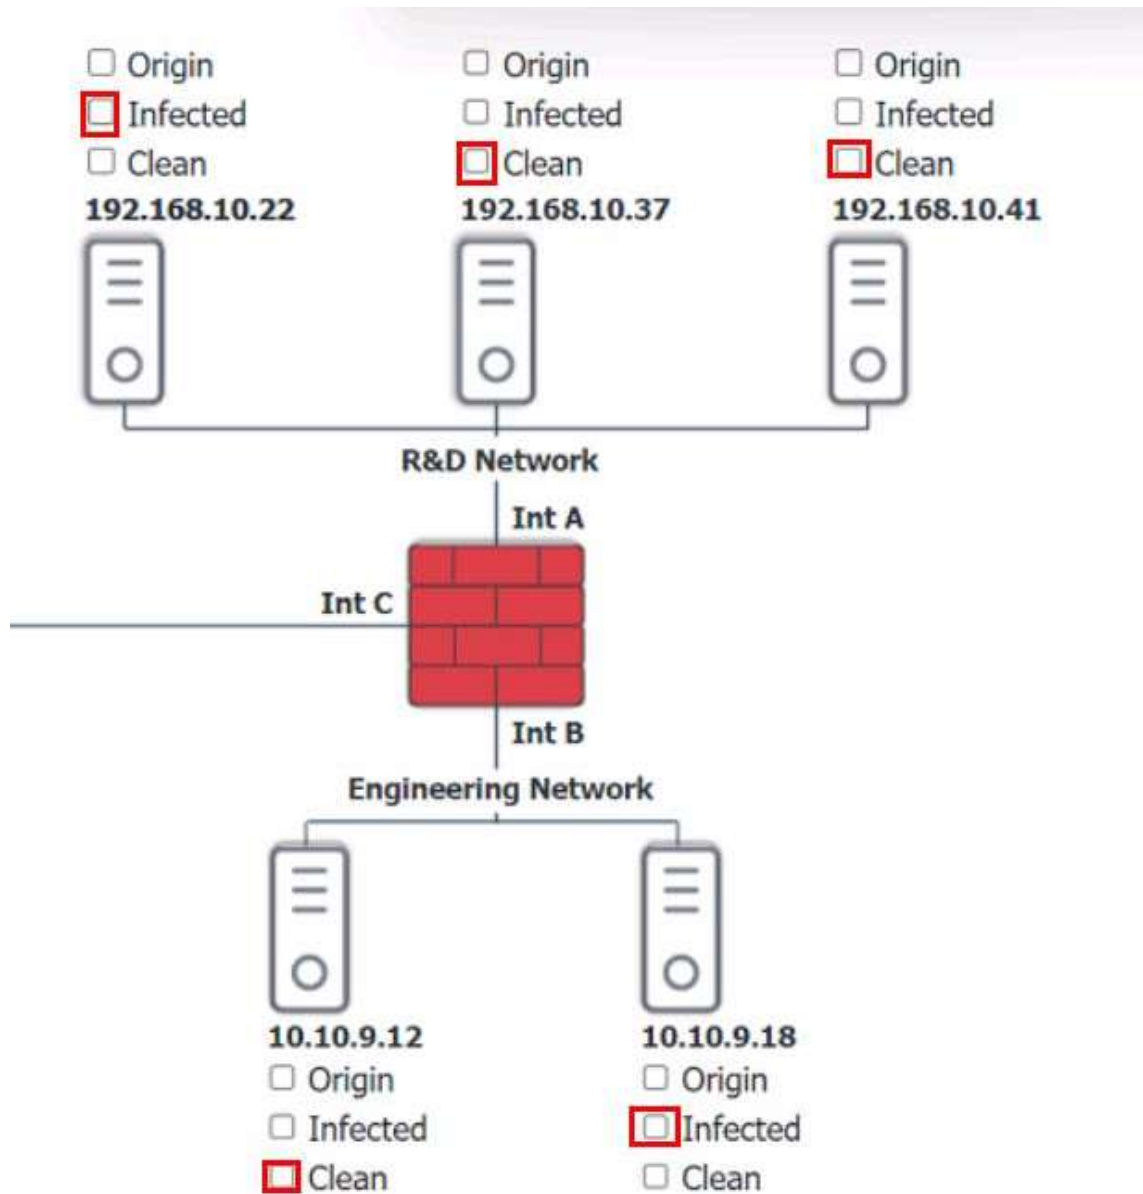 Origin Origin Origin
Infected Infected Infected
Clean Clean Clean
192.168.10.22 192.168.10.37 192.168.10.41
R&D Network
Int A
Int C
Int B
Engineering Network
10.10.9.12 10.10.9.18
Origin Origin
Infected Infected
Clean Clean